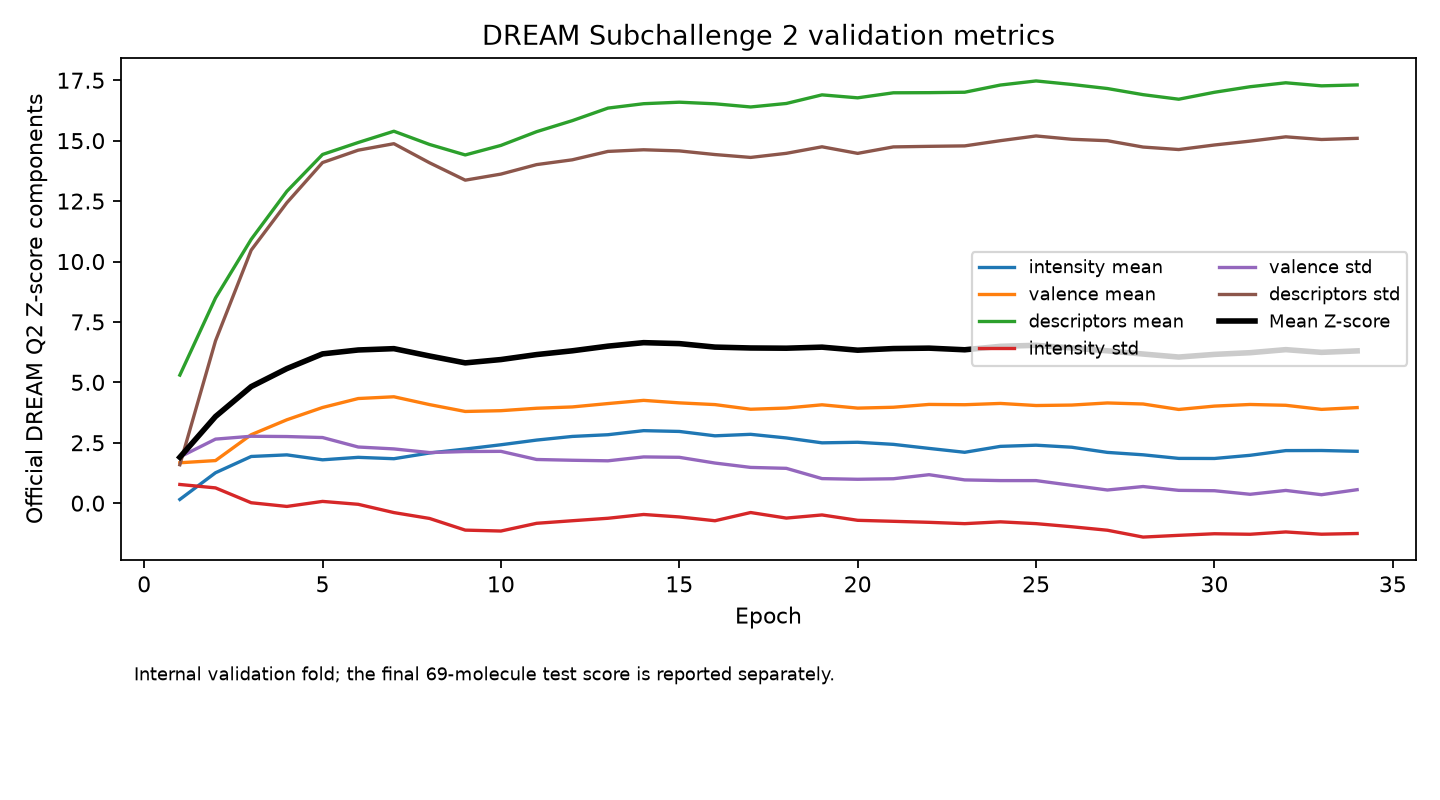 DREAM Subchallenge 2 validation metrics
Official DREAM Q2 Z-score components
17.5
15.0
12.5
10.0
7.5
5.0
2.5
0.0
intensity mean
valence mean
descriptors mean
intensity std
valence std
descriptors std
Mean Z-score
0 5 10 15 20 25 30 35
Epoch
Internal validation fold; the final 69-molecule test score is reported separately.